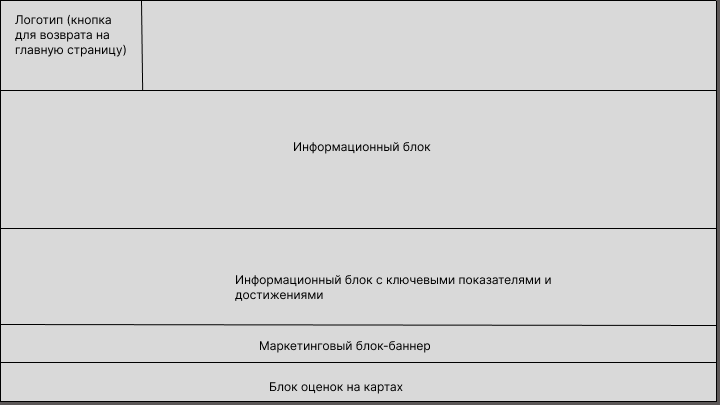 Логотип (кнопка
для возврата на
главную страницу)
Информационный блок
Информационный блок с ключевыми показателями и
достижениями
Маркетинговый блок-баннер
Блок оценок на картах